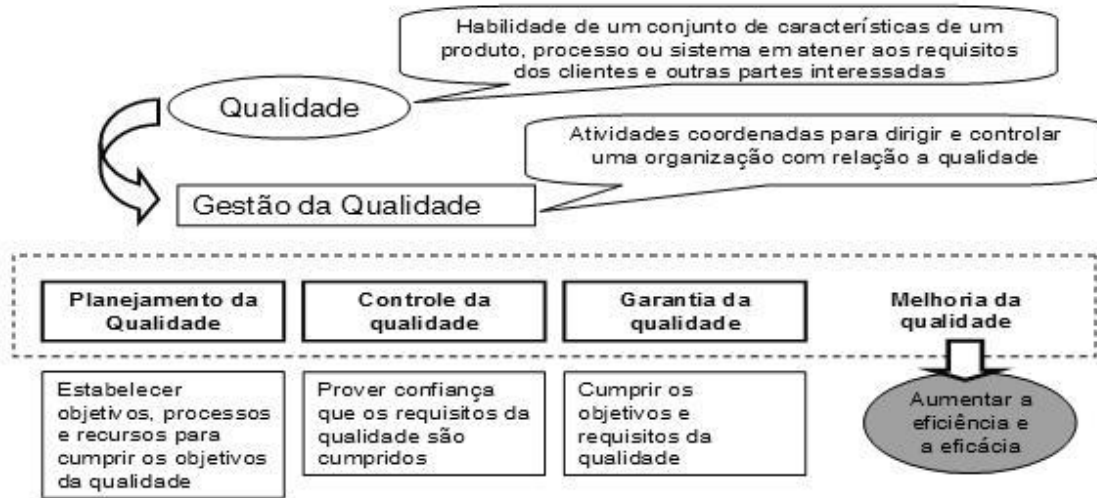 Habilidade de um conjunto de características de um
produto, processo ou sistema em atener aos requisitos
dos clientes e outras partes interessadas
Qualidade
Atividades coordenadas para dirigir e controlar
uma organização com relação a qualidade
Gestão da Qualidade
Planejamento da
Qualidade
Controle da
qualidade
Garantia da
qualidade
Melhoria da
qualidade
Estabelecer
objetivos, processos
e recursos para
cumprir os objetivos
da qualidade
Prover confiança
que os requisitos da
qualidade são
cumpridos
Cumprir os
objetivos e
requisitos da
qualidade
Aumentar a
eficiência e
a eficácia